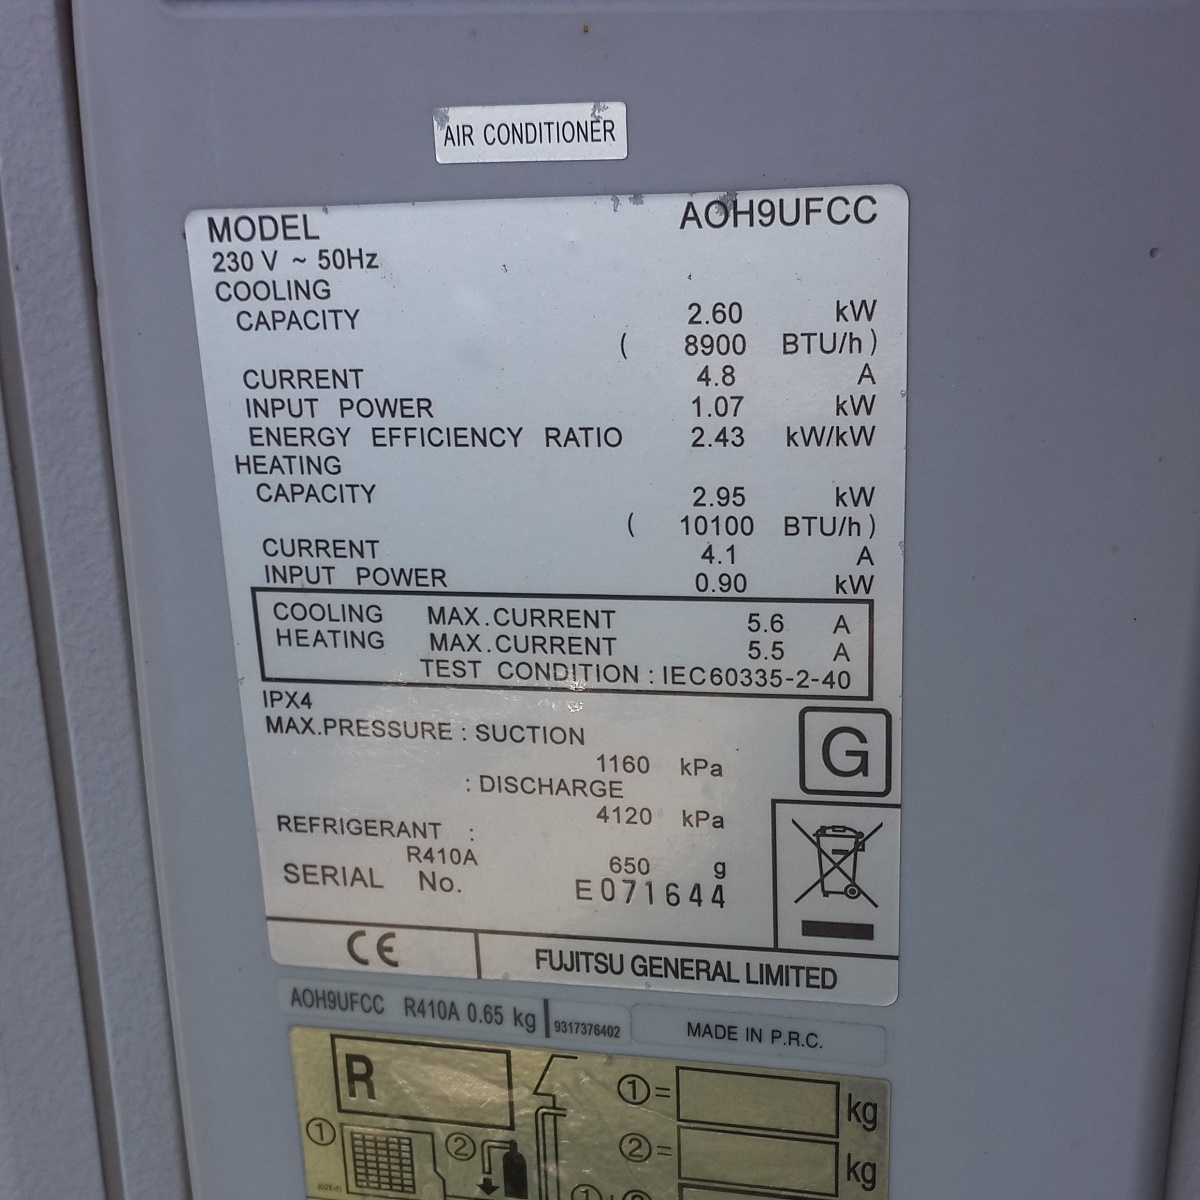 AIR CONDITIONER
MODEL AOH9UFCC
230 V ~ 50Hz
COOLING
CAPACITY 2.60 kW
( 8900 BTU/h )
CURRENT 4.8 A
INPUT POWER 1.07 kW
ENERGY EFFICIENCY RATIO 2.43 kW/kW
HEATING
CAPACITY 2.95 kW
( 10100 BTU/h )
CURRENT 4.1 A
INPUT POWER 0.90 kW
COOLING MAX.CURRENT 5.6 A
HEATING MAX.CURRENT 5.5 A
TEST CONDITION : IEC60335-2-40
IPX4
MAX.PRESSURE : SUCTION
1160 kPa
: DISCHARGE
4120 kPa
REFRIGERANT :
R410A 650 g
SERIAL No. E071644
G
CE
FUJITSU GENERAL LIMITED
AOH9UFCC R410A 0.65 kg
9317376402
MADE IN P.R.C.
R
① = kg
① ②
② = kg